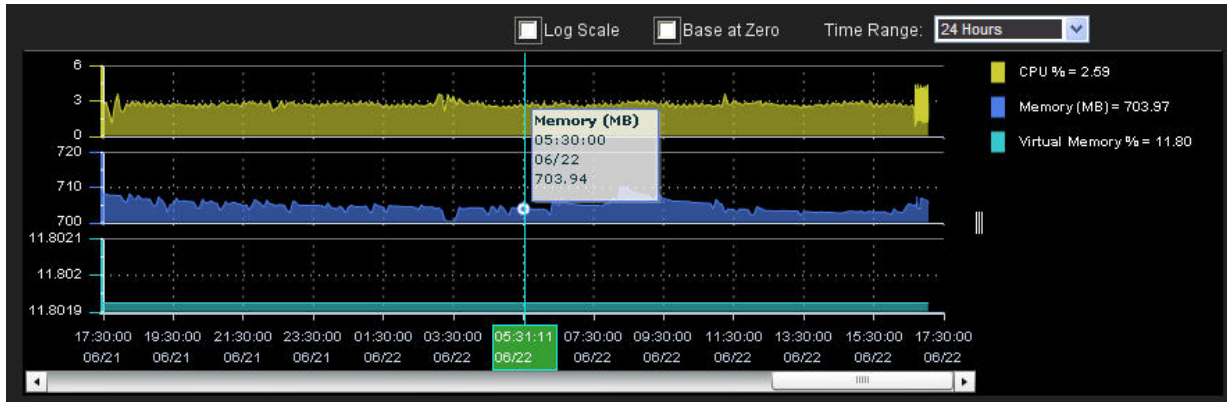 Log Scale Base at Zero Time Range: 24 Hours
6
3
0
720
710
700
11.8021
11.802
11.8019
CPU % = 2.59
Memory (MB) = 703.97
Virtual Memory % = 11.80
Memory (MB)
05:30:00
06/22
703.94
17:30:00 19:30:00 21:30:00 23:30:00 01:30:00 03:30:00 05:31:11 07:30:00 09:30:00 11:30:00 13:30:00 15:30:00 17:30:00
06/21 06/21 06/21 06/21 06/22 06/22 06/22 06/22 06/22 06/22 06/22 06/22 06/22